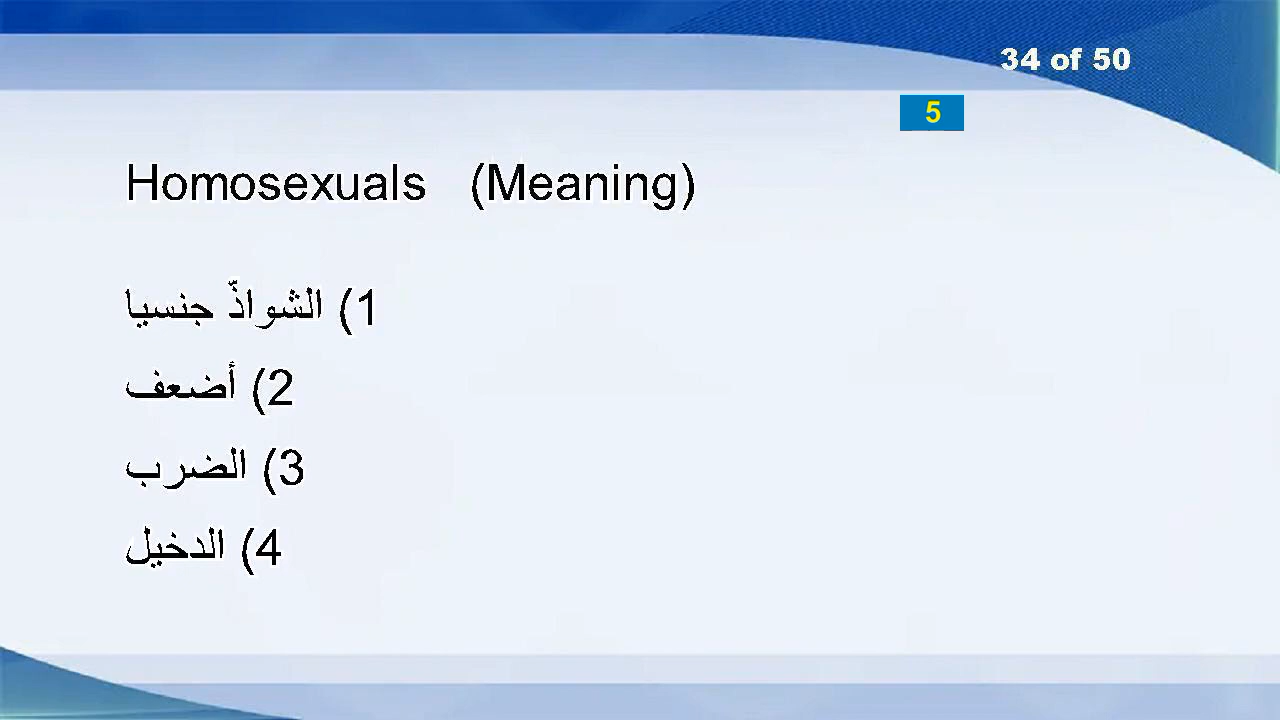 34 of 50
5
Homosexuals (Meaning)
1) الشواذّ جنسيا
2) أضعف
3) الضرب
4) الدخيل